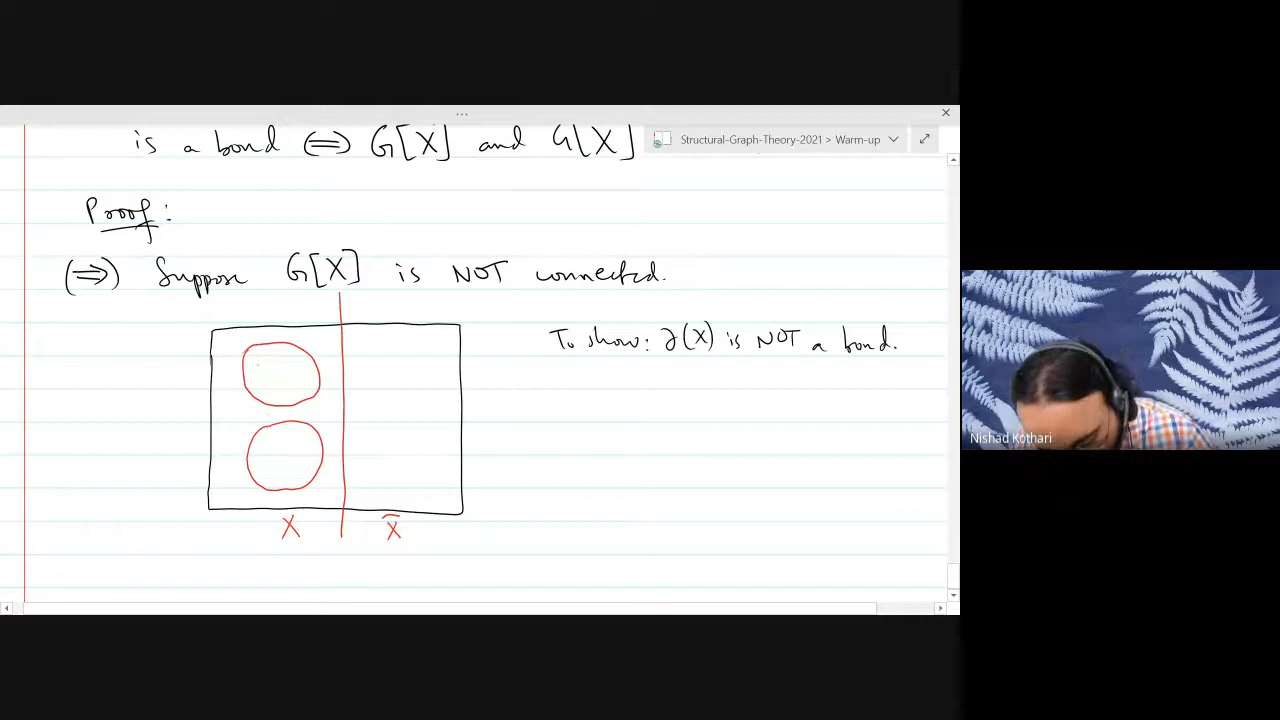 is a bond ⟺ G[X] and G[X̄]
Structural-Graph-Theory-2021 > Warm-up
Proof:
(⟹) Suppose G[X] is NOT connected.
To show: ∂(X) is NOT a bond.
X X̄
Nishad Kothari